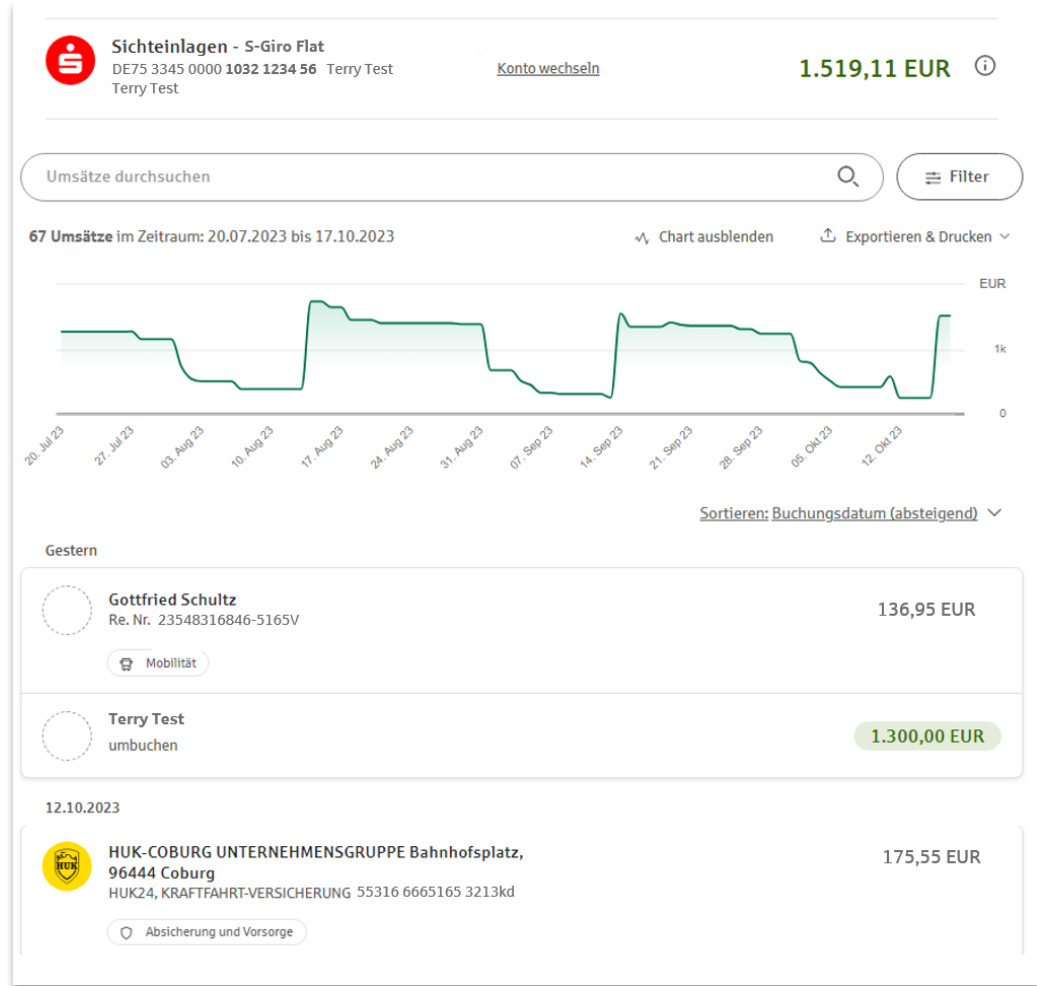 Sichteinlagen - S-Giro Flat
DE75 3345 0000 1032 1234 56 Terry Test
Terry Test
Konto wechseln
1.519,11 EUR
Umsätze durchsuchen
Filter
67 Umsätze im Zeitraum: 20.07.2023 bis 17.10.2023
Chart ausblenden
Exportieren & Drucken
EUR
1k
0
20. Jul 23
27. Jul 23
03. Aug 23
10. Aug 23
17. Aug 23
24. Aug 23
31. Aug 23
07. Sep 23
14. Sep 23
21. Sep 23
28. Sep 23
05. Okt 23
12. Okt 23
Sortieren: Buchungsdatum (absteigend)
Gestern
Gottfried Schultz
Re. Nr. 23548316846-5165V
136,95 EUR
Mobilität
Terry Test
umbuchen
1.300,00 EUR
12.10.2023
HUK
HUK-COBURG UNTERNEHMENSGRUPPE Bahnhofsplatz,
96444 Coburg
HUK24, KRAFTFAHRT-VERSICHERUNG 55316 6665165 3213kd
175,55 EUR
Absicherung und Vorsorge